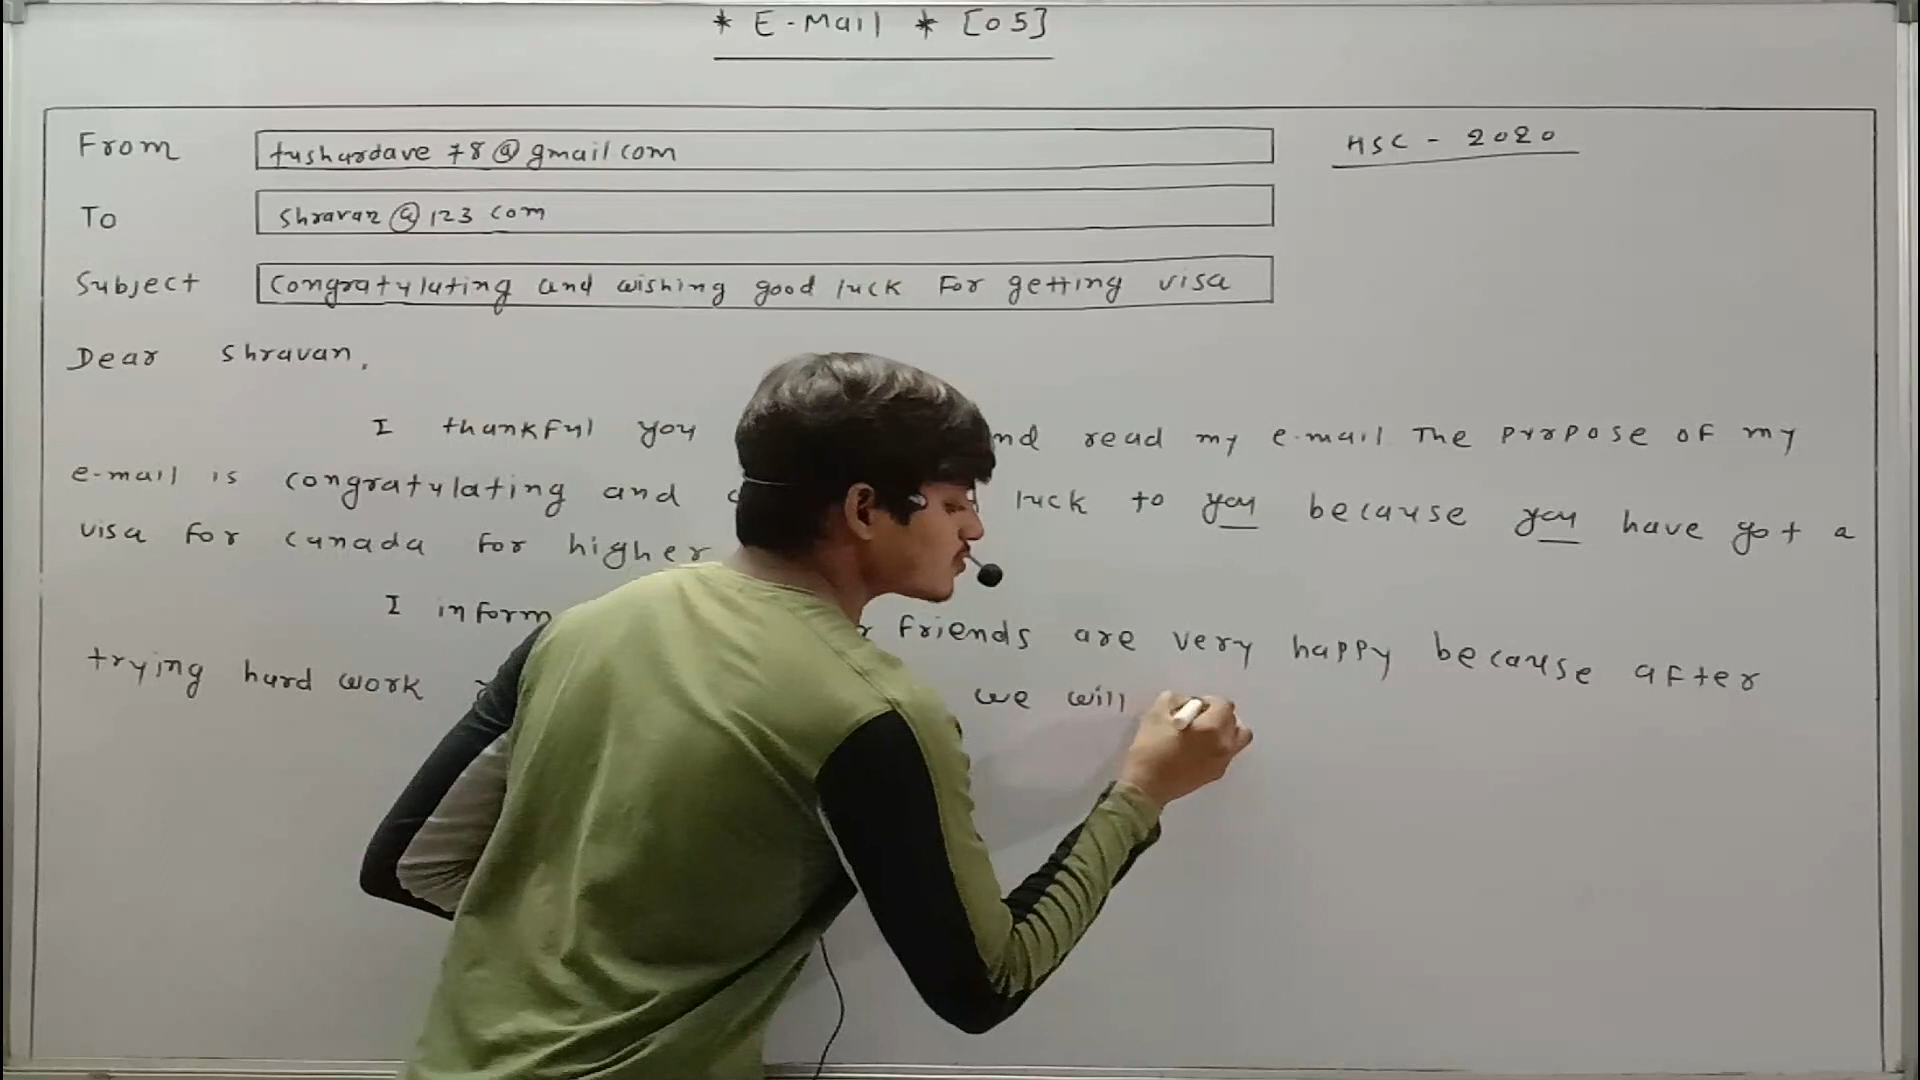 * E-Mail * [05]
From tushardave78@gmail.com
HSC - 2020
To Shravan@123.com
Subject Congratulating and wishing good luck For getting visa
Dear Shravan,
I thankful you nd read my e-mail. The purpose of my
e-mail is congratulating and luck to you because you have got a
visa for canada for higher
I inform r friends are very happy because after
trying hard work we will